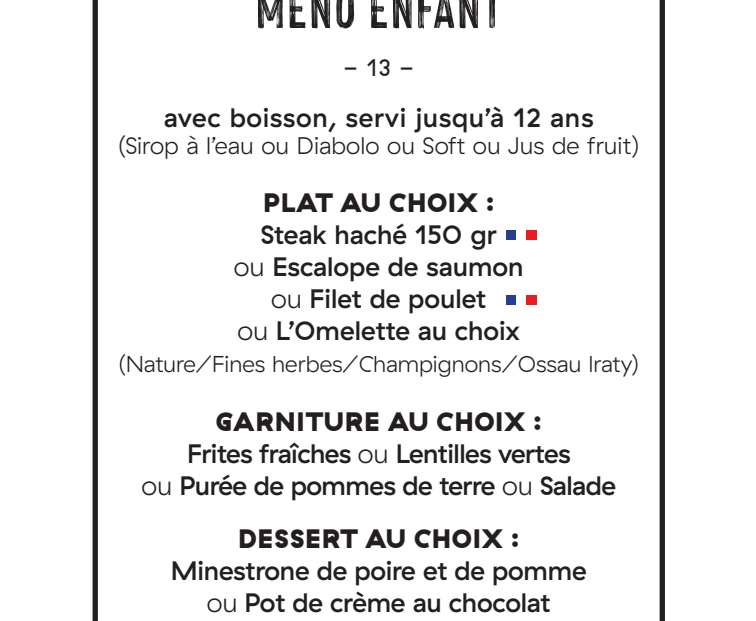 MENU ENFANT
– 13 –
avec boisson, servi jusqu’à 12 ans
(Sirop à l’eau ou Diabolo ou Soft ou Jus de fruit)
PLAT AU CHOIX :
Steak haché 150 gr
ou Escalope de saumon
ou Filet de poulet
ou L’Omelette au choix
(Nature/Fines herbes/Champignons/Ossau Iraty)
GARNITURE AU CHOIX :
Frites fraîches ou Lentilles vertes
ou Purée de pommes de terre ou Salade
DESSERT AU CHOIX :
Minestrone de poire et de pomme
ou Pot de crème au chocolat